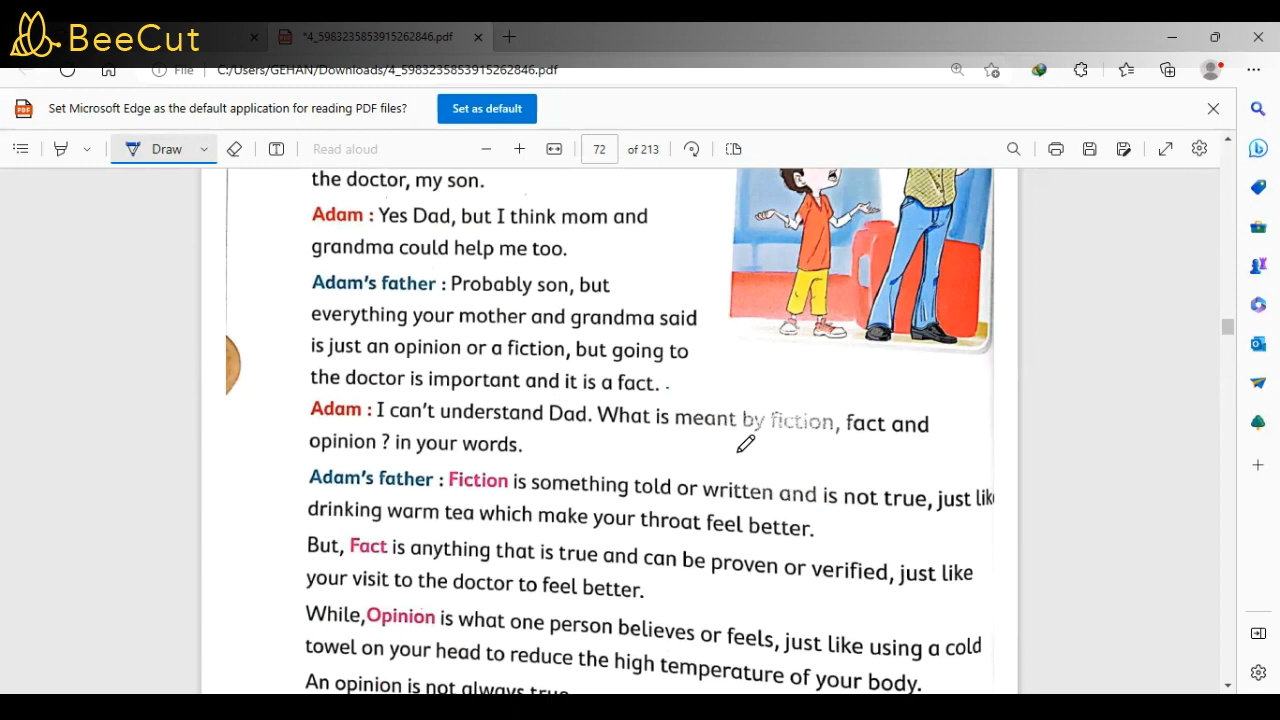 BeeCut
*4_5983235853915262846.pdf
File C:/Users/GEHAN/Downloads/4_5983235853915262846.pdf
Set Microsoft Edge as the default application for reading PDF files? Set as default
Draw Read aloud 72 of 213
the doctor, my son.
Adam : Yes Dad, but I think mom and
grandma could help me too.
Adam's father : Probably son, but
everything your mother and grandma said
is just an opinion or a fiction, but going to
the doctor is important and it is a fact.
Adam : I can't understand Dad. What is meant by fiction, fact and
opinion ? in your words.
Adam's father : Fiction is something told or written and is not true, just lik
drinking warm tea which make your throat feel better.
But, Fact is anything that is true and can be proven or verified, just like
your visit to the doctor to feel better.
While, Opinion is what one person believes or feels, just like using a cold
towel on your head to reduce the high temperature of your body.
An opinion is not always true